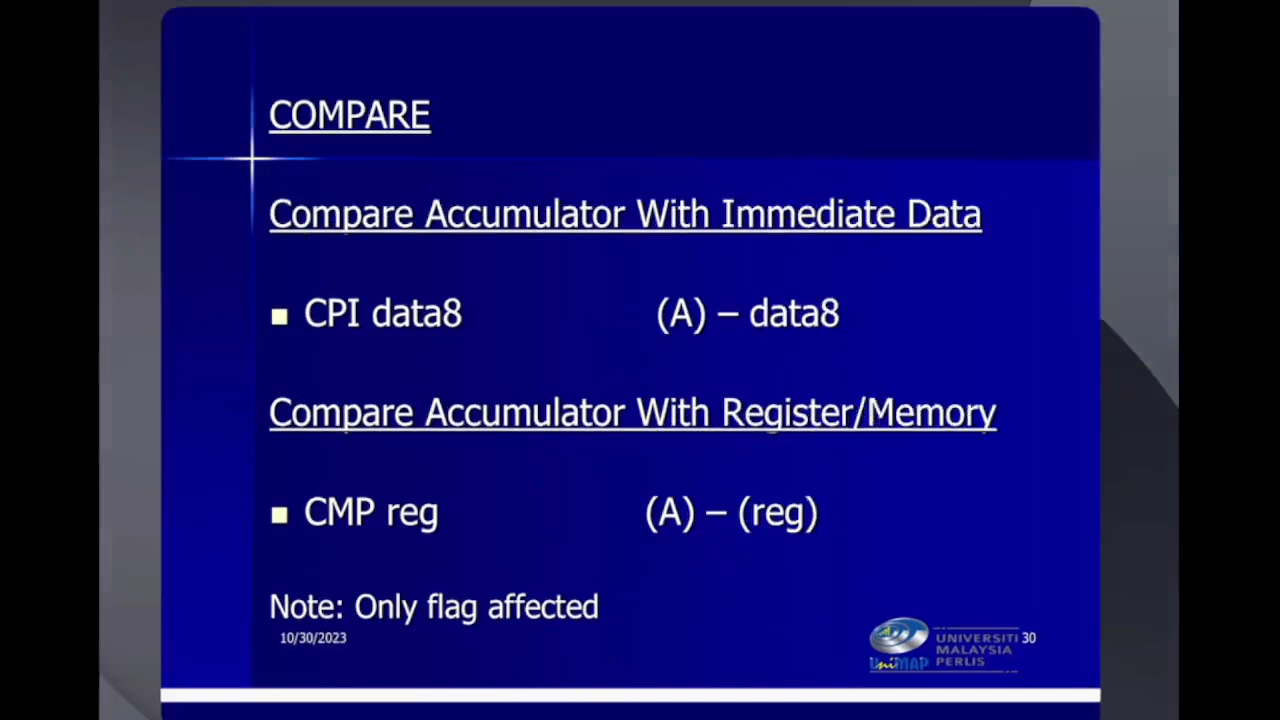 COMPARE
Compare Accumulator With Immediate Data
CPI data8 (A) – data8
Compare Accumulator With Register/Memory
CMP reg (A) – (reg)
Note: Only flag affected
10/30/2023
UniMAP
UNIVERSITI
MALAYSIA
PERLIS
30